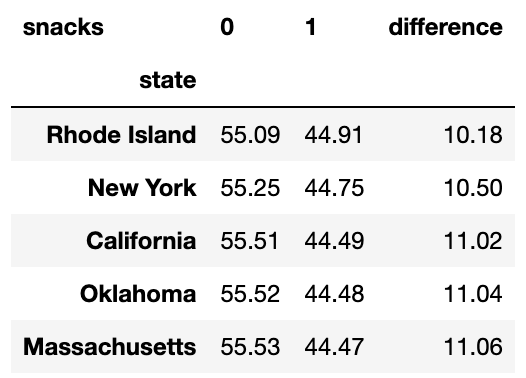 snacks 0 1 difference
state
Rhode Island 55.09 44.91 10.18
New York 55.25 44.75 10.50
California 55.51 44.49 11.02
Oklahoma 55.52 44.48 11.04
Massachusetts 55.53 44.47 11.06